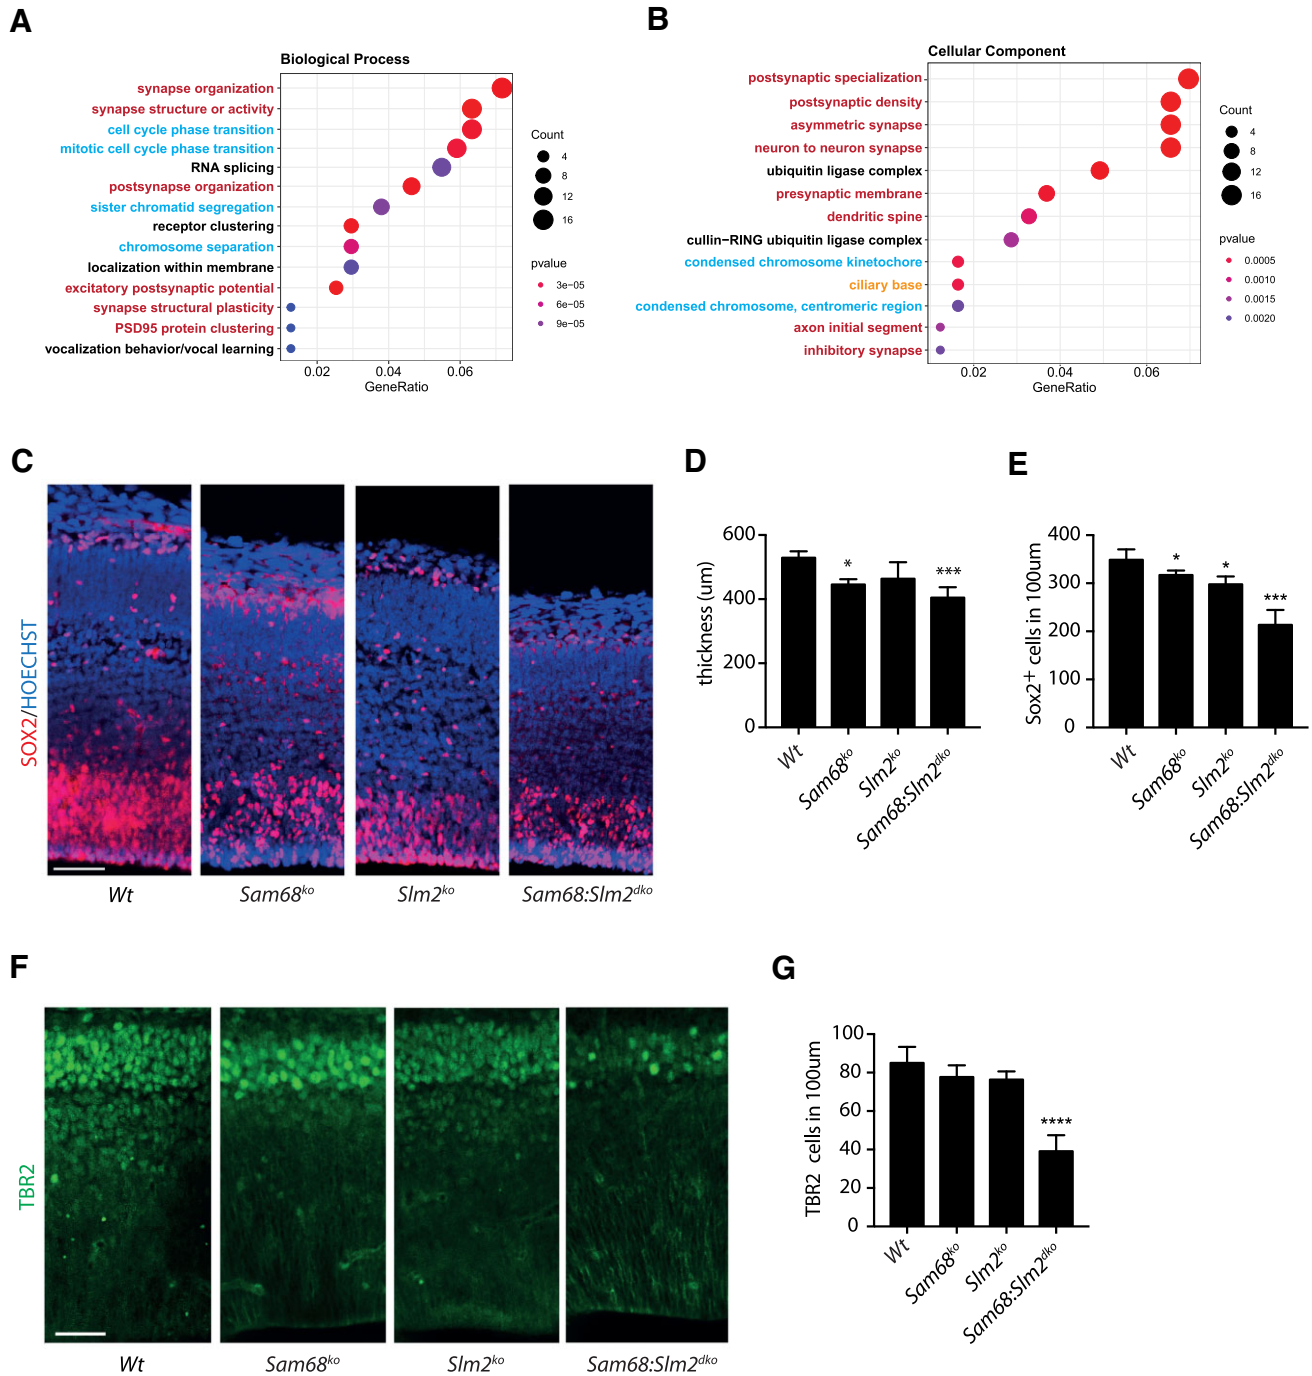 A
Biological Process
synapse organization
synapse structure or activity
cell cycle phase transition
mitotic cell cycle phase transition
RNA splicing
postsynapse organization
sister chromatid segregation
receptor clustering
chromosome separation
localization within membrane
excitatory postsynaptic potential
synapse structural plasticity
PSD95 protein clustering
vocalization behavior/vocal learning
0.02 0.04 0.06
GeneRatio
Count
4
8
12
16
pvalue
3e−05
6e−05
9e−05
B
Cellular Component
postsynaptic specialization
postsynaptic density
asymmetric synapse
neuron to neuron synapse
ubiquitin ligase complex
presynaptic membrane
dendritic spine
cullin−RING ubiquitin ligase complex
condensed chromosome kinetochore
ciliary base
condensed chromosome, centromeric region
axon initial segment
inhibitory synapse
0.02 0.04 0.06
GeneRatio
Count
4
8
12
16
pvalue
0.0005
0.0010
0.0015
0.0020
C
SOX2/HOECHST
Wt Sam68ko Slm2ko Sam68:Slm2dko
D
thickness (um)
600
400
200
0
* ***
Wt Sam68ko Slm2ko Sam68:Slm2dko
E
Sox2+ cells in 100um
400
300
200
100
0
* * ***
Wt Sam68ko Slm2ko Sam68:Slm2dko
F
TBR2
Wt Sam68ko Slm2ko Sam68:Slm2dko
G
TBR2 cells in 100um
100
80
60
40
20
0
****
Wt Sam68ko Slm2ko Sam68:Slm2dko